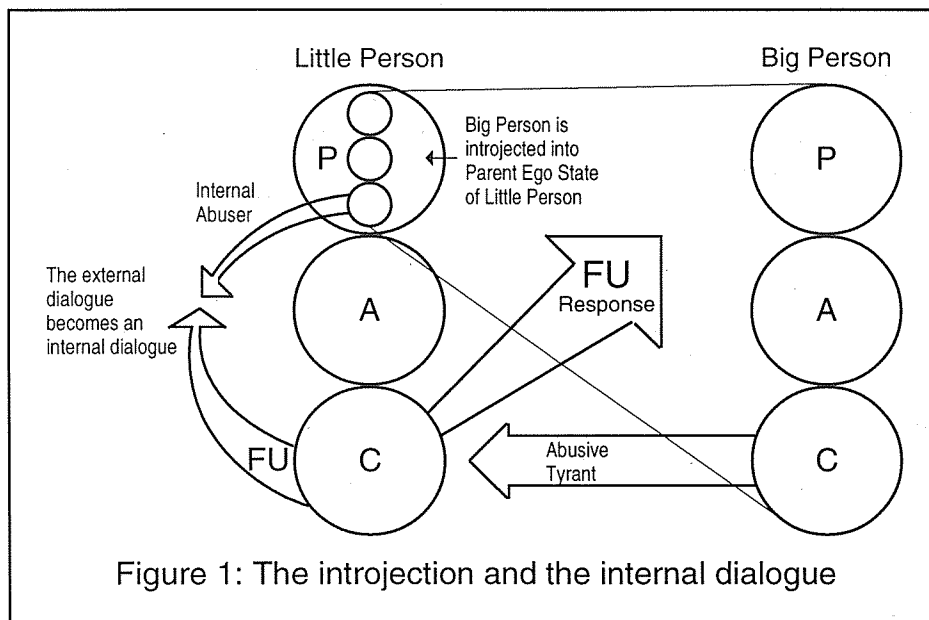 Little Person
Big Person
P
Big Person is
introjected into
Parent Ego State
of Little Person
P
Internal
Abuser
The external
dialogue
becomes an
internal dialogue
A
FU
Response
A
FU
C
Abusive
Tyrant
C
Figure 1: The introjection and the internal dialogue